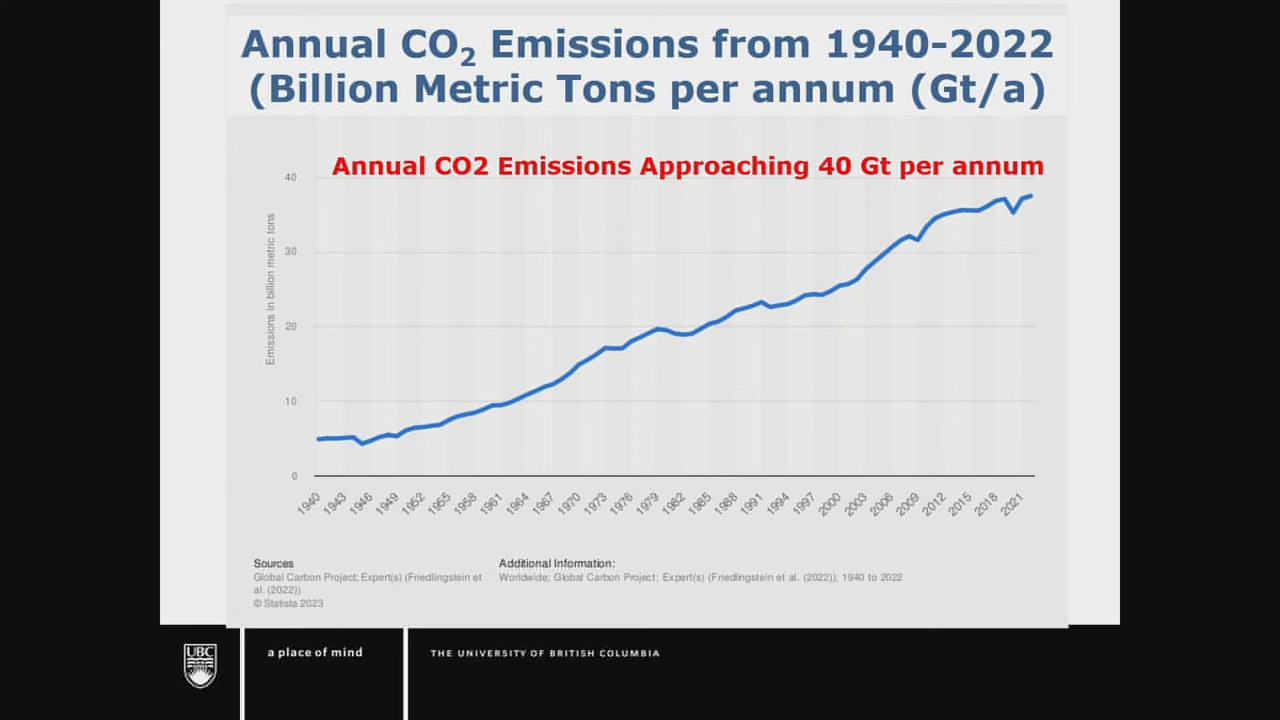 Annual CO₂ Emissions from 1940-2022
(Billion Metric Tons per annum (Gt/a)
Annual CO2 Emissions Approaching 40 Gt per annum
Emissions in billion metric tons
40
30
20
10
0
1940 1943 1946 1949 1952 1955 1958 1961 1964 1967 1970 1973 1976 1979 1982 1985 1988 1991 1994 1997 2000 2003 2006 2009 2012 2015 2018 2021
Sources
Global Carbon Project; Expert(s) (Friedlingstein et
al. (2022))
© Statista 2023
Additional Information:
Worldwide; Global Carbon Project; Expert(s) (Friedlingstein et al. (2022)); 1940 to 2022
UBC
a place of mind
THE UNIVERSITY OF BRITISH COLUMBIA